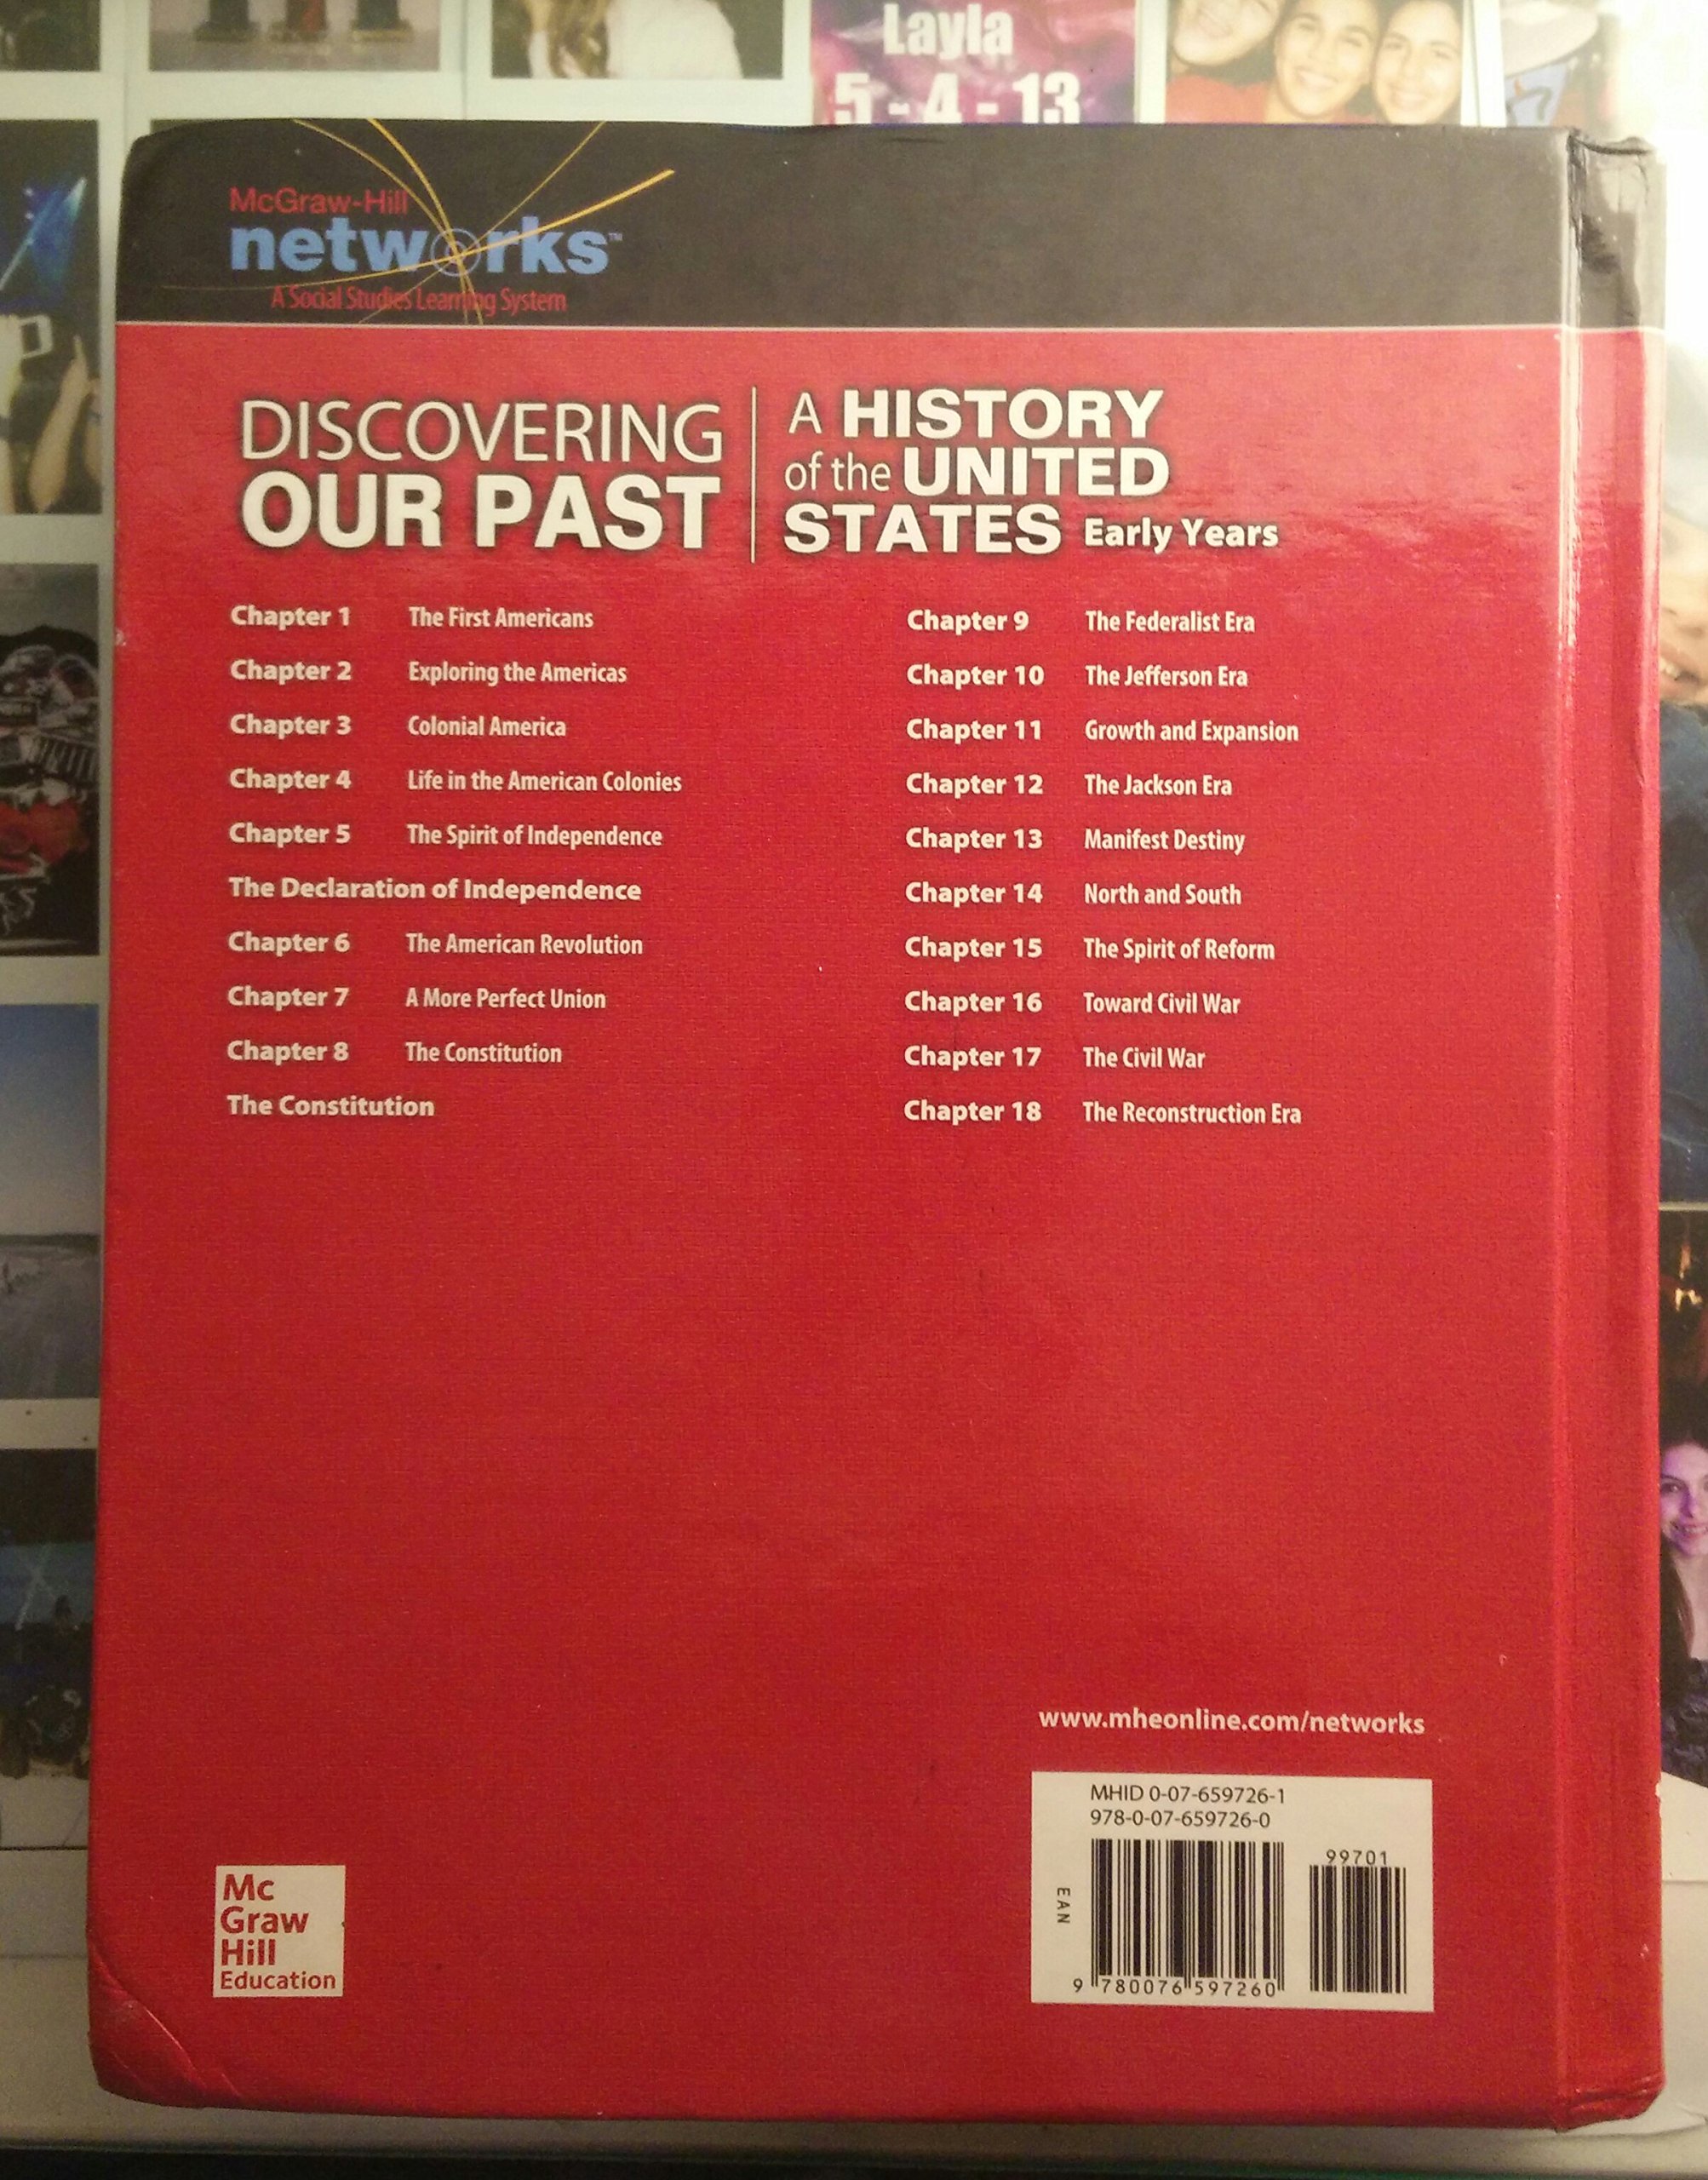 Layla
5 - 4 - 13
McGraw-Hill
networks™
A Social Studies Learning System
DISCOVERING
OUR PAST
A HISTORY
of the UNITED
STATES Early Years
Chapter 1 The First Americans
Chapter 2 Exploring the Americas
Chapter 3 Colonial America
Chapter 4 Life in the American Colonies
Chapter 5 The Spirit of Independence
The Declaration of Independence
Chapter 6 The American Revolution
Chapter 7 A More Perfect Union
Chapter 8 The Constitution
The Constitution
Chapter 9 The Federalist Era
Chapter 10 The Jefferson Era
Chapter 11 Growth and Expansion
Chapter 12 The Jackson Era
Chapter 13 Manifest Destiny
Chapter 14 North and South
Chapter 15 The Spirit of Reform
Chapter 16 Toward Civil War
Chapter 17 The Civil War
Chapter 18 The Reconstruction Era
www.mheonline.com/networks
MHID 0-07-659726-1
978-0-07-659726-0
99701
EAN
9 780076 597260
Mc
Graw
Hill
Education